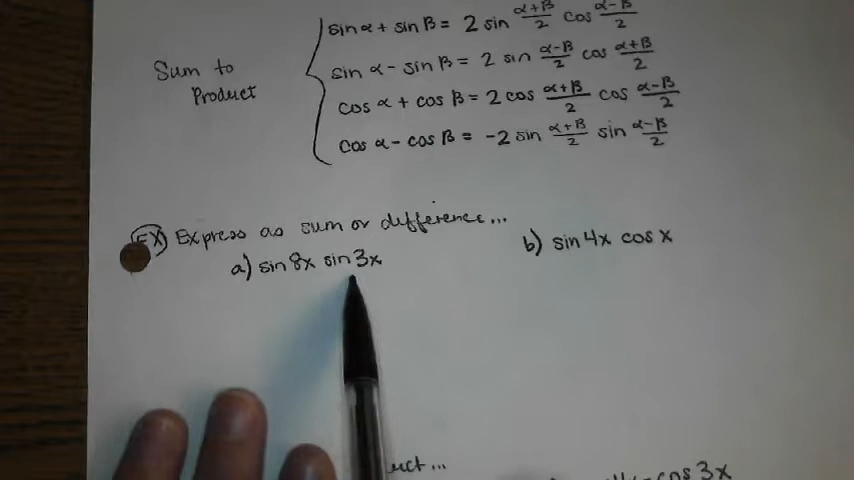 sin α + sin β = 2 sin α+β/2 cos α-β/2
Sum to Product
sin α - sin β = 2 sin α-β/2 cos α+β/2
cos α + cos β = 2 cos α+β/2 cos α-β/2
cos α - cos β = -2 sin α+β/2 sin α-β/2
EX) Express as sum or difference...
a) sin 8x sin 3x
b) sin 4x cos x
cos 3x